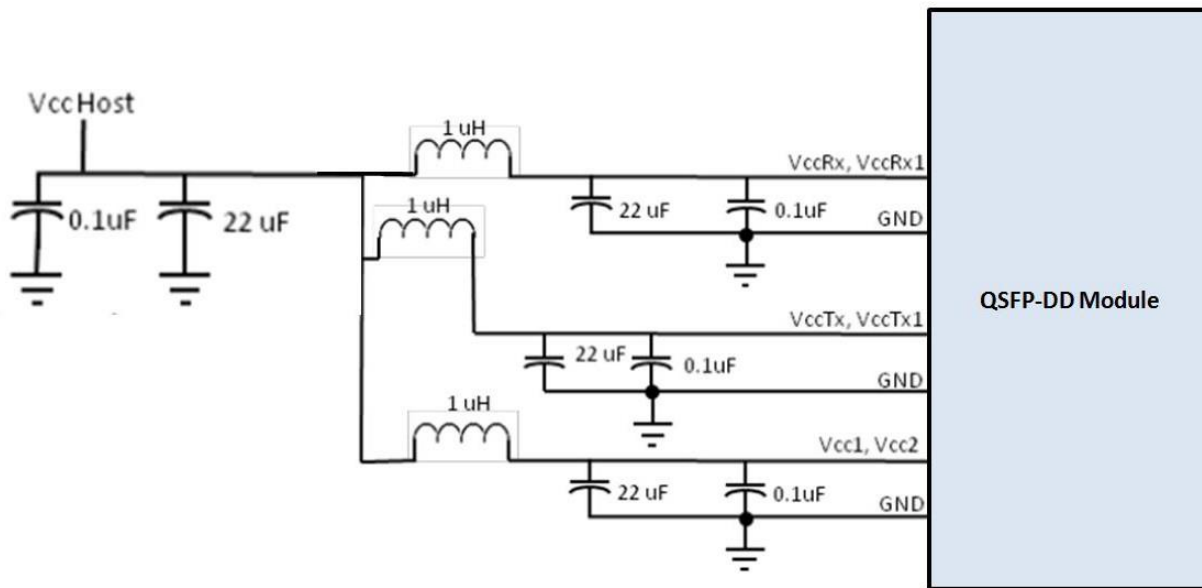 VccHost
0.1uF
22 uF
1 uH
VccRx, VccRx1
22 uF
0.1uF
GND
1 uH
VccTx, VccTx1
22 uF
0.1uF
GND
1 uH
Vcc1, Vcc2
22 uF
0.1uF
GND
QSFP-DD Module